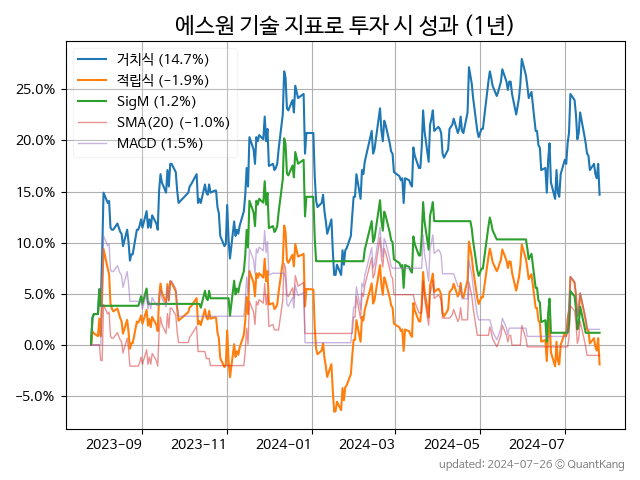 에스원 기술 지표로 투자 시 성과 (1년)
거치식 (14.7%)
적립식 (−1.9%)
SigM (1.2%)
SMA(20) (−1.0%)
MACD (1.5%)
25.0%
20.0%
15.0%
10.0%
5.0%
0.0%
−5.0%
2023-09
2023-11
2024-01
2024-03
2024-05
2024-07
updated: 2024-07-26 © QuantKang